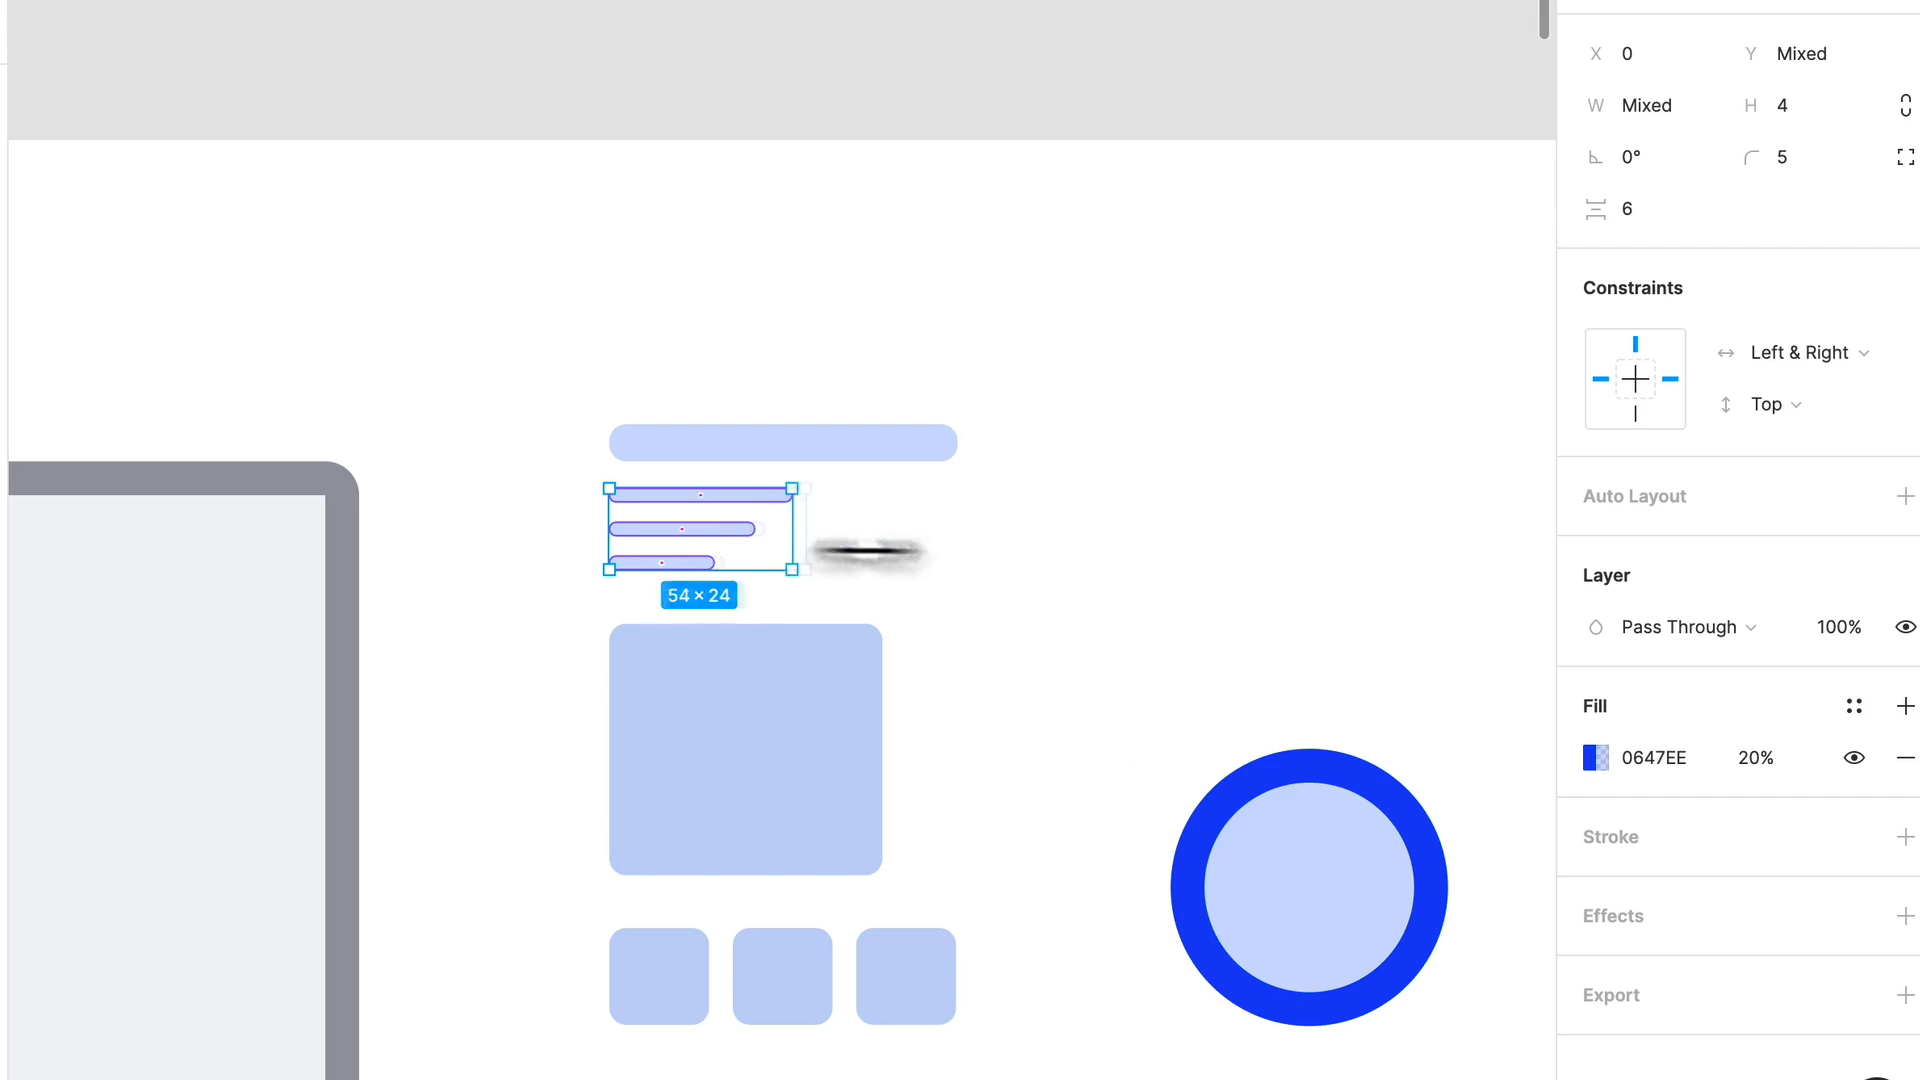 X 0 Y Mixed
W Mixed H 4
0° 5
6
Constraints
Left & Right
Top
Auto Layout
54 × 24
Layer
Pass Through 100%
Fill
0647EE 20%
Stroke
Effects
Export